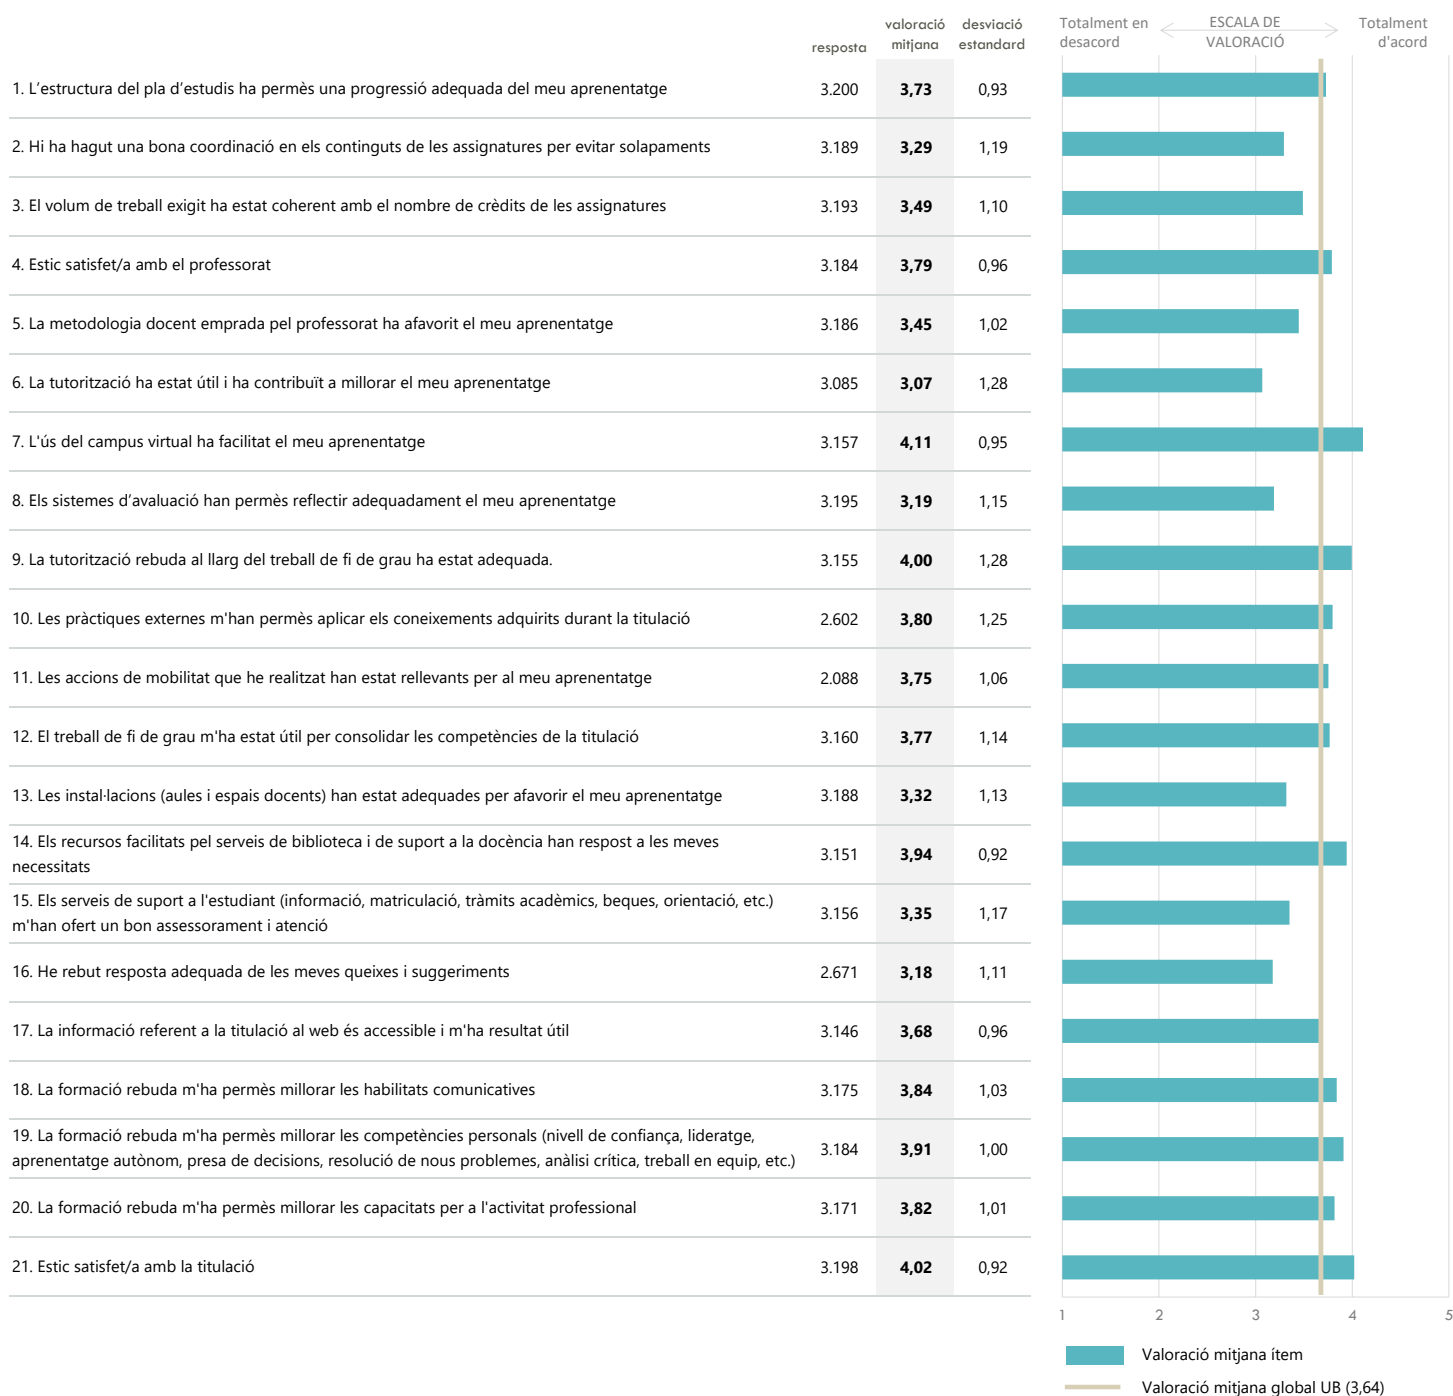 valoració desviació
resposta mitjana estandard
Totalment en ESCALA DE Totalment
desacord VALORACIÓ d'acord
1. L’estructura del pla d’estudis ha permès una progressió adequada del meu aprenentatge 3.200 3,73 0,93
2. Hi ha hagut una bona coordinació en els continguts de les assignatures per evitar solapaments 3.189 3,29 1,19
3. El volum de treball exigit ha estat coherent amb el nombre de crèdits de les assignatures 3.193 3,49 1,10
4. Estic satisfet/a amb el professorat 3.184 3,79 0,96
5. La metodologia docent emprada pel professorat ha afavorit el meu aprenentatge 3.186 3,45 1,02
6. La tutorització ha estat útil i ha contribuït a millorar el meu aprenentatge 3.085 3,07 1,28
7. L'ús del campus virtual ha facilitat el meu aprenentatge 3.157 4,11 0,95
8. Els sistemes d’avaluació han permès reflectir adequadament el meu aprenentatge 3.195 3,19 1,15
9. La tutorització rebuda al llarg del treball de fi de grau ha estat adequada. 3.155 4,00 1,28
10. Les pràctiques externes m'han permès aplicar els coneixements adquirits durant la titulació 2.602 3,80 1,25
11. Les accions de mobilitat que he realitzat han estat rellevants per al meu aprenentatge 2.088 3,75 1,06
12. El treball de fi de grau m'ha estat útil per consolidar les competències de la titulació 3.160 3,77 1,14
13. Les instal·lacions (aules i espais docents) han estat adequades per afavorir el meu aprenentatge 3.188 3,32 1,13
14. Els recursos facilitats pel serveis de biblioteca i de suport a la docència han respost a les meves
necessitats 3.151 3,94 0,92
15. Els serveis de suport a l'estudiant (informació, matriculació, tràmits acadèmics, beques, orientació, etc.)
m'han ofert un bon assessorament i atenció 3.156 3,35 1,17
16. He rebut resposta adequada de les meves queixes i suggeriments 2.671 3,18 1,11
17. La informació referent a la titulació al web és accessible i m'ha resultat útil 3.146 3,68 0,96
18. La formació rebuda m'ha permès millorar les habilitats comunicatives 3.175 3,84 1,03
19. La formació rebuda m'ha permès millorar les competències personals (nivell de confiança, lideratge,
aprenentatge autònom, presa de decisions, resolució de nous problemes, anàlisi crítica, treball en equip, etc.) 3.184 3,91 1,00
20. La formació rebuda m'ha permès millorar les capacitats per a l'activitat professional 3.171 3,82 1,01
21. Estic satisfet/a amb la titulació 3.198 4,02 0,92
1 2 3 4 5
Valoració mitjana ítem
Valoració mitjana global UB (3,64)